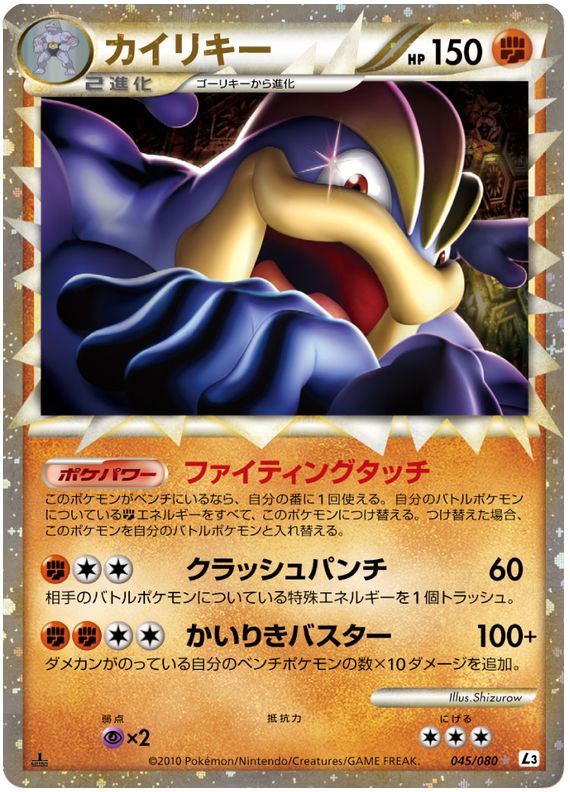 カイリキー
HP 150
2進化
ゴーリキーから進化
ポケパワー ファイティングタッチ
このポケモンがベンチにいるなら、自分の番に1回使える。自分のバトルポケモン
についているエネルギーをすべて、このポケモンにつけ替える。つけ替えた場合、
このポケモンを自分のバトルポケモンと入れ替える。
クラッシュパンチ 60
相手のバトルポケモンについている特殊エネルギーを1個トラッシュ。
かいりきバスター 100+
ダメカンがのっている自分のベンチポケモンの数×10ダメージを追加。
Illus.Shizurow
弱点 抵抗力 にげる
×2
©2010 Pokémon/Nintendo/Creatures/GAME FREAK.
045/080
L3